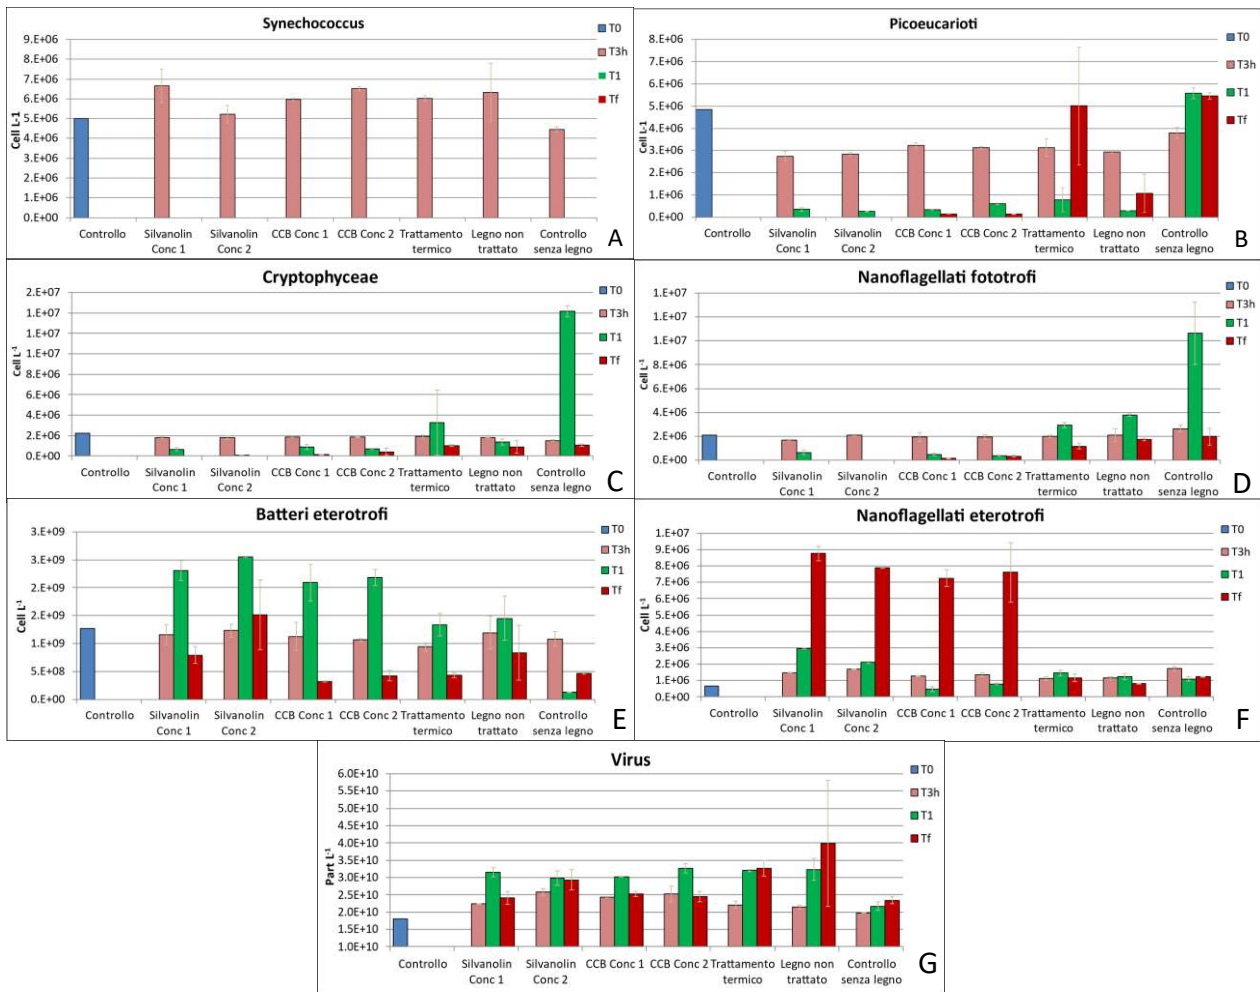 Synechococcus
9.E+06
8.E+06
7.E+06
6.E+06
5.E+06
4.E+06
3.E+06
2.E+06
1.E+06
0.E+00
Cell L-1
T0
T3h
T1
Tf
Controllo
Silvanolin Conc 1
Silvanolin Conc 2
CCB Conc 1
CCB Conc 2
Trattamento termico
Legno non trattato
Controllo senza legno
A
Picoeucarioti
8.E+06
7.E+06
6.E+06
5.E+06
4.E+06
3.E+06
2.E+06
1.E+06
0.E+00
Cell L-1
T0
T3h
T1
Tf
Controllo
Silvanolin Conc 1
Silvanolin Conc 2
CCB Conc 1
CCB Conc 2
Trattamento termico
Legno non trattato
Controllo senza legno
B
Cryptophyceae
2.E+07
1.E+07
1.E+07
1.E+07
8.E+06
6.E+06
4.E+06
2.E+06
0.E+00
Cell L⁻¹
T0
T3h
T1
Tf
Controllo
Silvanolin Conc 1
Silvanolin Conc 2
CCB Conc 1
CCB Conc 2
Trattamento termico
Legno non trattato
Controllo senza legno
C
Nanoflagellati fototrofi
1.E+07
1.E+07
1.E+07
8.E+06
6.E+06
4.E+06
2.E+06
0.E+00
Cell L⁻¹
T0
T3h
T1
Tf
Controllo
Silvanolin Conc 1
Silvanolin Conc 2
CCB Conc 1
CCB Conc 2
Trattamento termico
Legno non trattato
Controllo senza legno
D
Batteri eterotrofi
3.E+09
3.E+09
2.E+09
2.E+09
1.E+09
5.E+08
0.E+00
Cell L⁻¹
T0
T3h
T1
Tf
Controllo
Silvanolin Conc 1
Silvanolin Conc 2
CCB Conc 1
CCB Conc 2
Trattamento termico
Legno non trattato
Controllo senza legno
E
Nanoflagellati eterotrofi
1.E+07
9.E+06
8.E+06
7.E+06
6.E+06
5.E+06
4.E+06
3.E+06
2.E+06
1.E+06
0.E+00
Cell L⁻¹
T0
T3h
T1
Tf
Controllo
Silvanolin Conc 1
Silvanolin Conc 2
CCB Conc 1
CCB Conc 2
Trattamento termico
Legno non trattato
Controllo senza legno
F
Virus
6.0E+10
5.5E+10
5.0E+10
4.5E+10
4.0E+10
3.5E+10
3.0E+10
2.5E+10
2.0E+10
1.5E+10
1.0E+10
Part L⁻¹
T0
T3h
T1
Tf
Controllo
Silvanolin Conc 1
Silvanolin Conc 2
CCB Conc 1
CCB Conc 2
Trattamento termico
Legno non trattato
Controllo senza legno
G